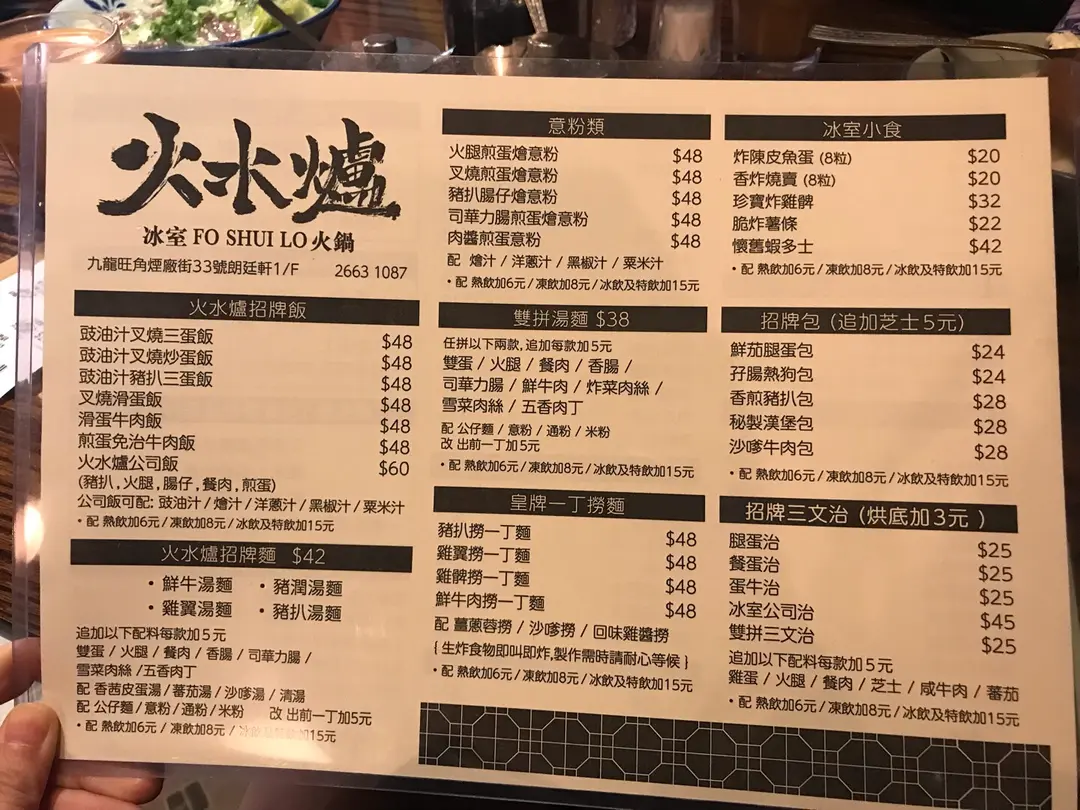 火水爐
冰室 FO SHUI LO 火鍋
九龍旺角煙廠街33號朗廷軒1/F 2663 1087
火水爐招牌飯
豉油汁叉燒三蛋飯 $48
豉油汁叉燒炒蛋飯 $48
豉油汁豬扒三蛋飯 $48
叉燒滑蛋飯 $48
滑蛋牛肉飯 $48
煎蛋免治牛肉飯 $48
火水爐公司飯 $60
(豬扒,火腿,腸仔,餐肉,煎蛋)
公司飯可配: 豉油汁/燴汁/洋蔥汁/黑椒汁/粟米汁
•配 熱飲加6元/凍飲加8元/冰飲及特飲加15元
火水爐招牌麵 $42
•鮮牛湯麵 •豬潤湯麵
•雞翼湯麵 •豬扒湯麵
追加以下配料每款加5元
雙蛋/火腿/餐肉/香腸/司華力腸/
雪菜肉絲/五香肉丁
配 香茜皮蛋湯/蕃茄湯/沙嗲湯/清湯
配 公仔麵/意粉/通粉/米粉 改 出前一丁加5元
•配 熱飲加6元/凍飲加8元/冰飲及特飲加15元
意粉類
火腿煎蛋燴意粉 $48
叉燒煎蛋燴意粉 $48
豬扒腸仔燴意粉 $48
司華力腸煎蛋燴意粉 $48
肉醬煎蛋意粉 $48
配 燴汁/洋蔥汁/黑椒汁/粟米汁
•配 熱飲加6元/凍飲加8元/冰飲及特飲加15元
雙拼湯麵 $38
任拼以下兩款,追加每款加5元
雙蛋/火腿/餐肉/香腸/
司華力腸/鮮牛肉/炸菜肉絲/
雪菜肉絲/五香肉丁
配 公仔麵/意粉/通粉/米粉
改 出前一丁加5元
•配 熱飲加6元/凍飲加8元/冰飲及特飲加15元
皇牌一丁撈麵
豬扒撈一丁麵 $48
雞翼撈一丁麵 $48
雞髀撈一丁麵 $48
鮮牛肉撈一丁麵 $48
配 薑蔥蓉撈/沙嗲撈/回味雞醬撈
{生炸食物即叫即炸,製作需時請耐心等候}
•配 熱飲加6元/凍飲加8元/冰飲及特飲加15元
冰室小食
炸陳皮魚蛋 (8粒) $20
香炸燒賣 (8粒) $20
珍寶炸雞髀 $32
脆炸薯條 $22
懷舊蝦多士 $42
•配 熱飲加6元/凍飲加8元/冰飲及特飲加15元
招牌包 (追加芝士5元)
鮮茄腿蛋包 $24
孖腸熱狗包 $24
香煎豬扒包 $28
秘製漢堡包 $28
沙嗲牛肉包 $28
•配 熱飲加6元/凍飲加8元/冰飲及特飲加15元
招牌三文治 (烘底加3元)
腿蛋治 $25
餐蛋治 $25
蛋牛治 $25
冰室公司治 $45
雙拼三文治 $25
追加以下配料每款加5元
雞蛋/火腿/餐肉/芝士/咸牛肉/蕃茄
•配 熱飲加6元/凍飲加8元/冰飲及特飲加15元